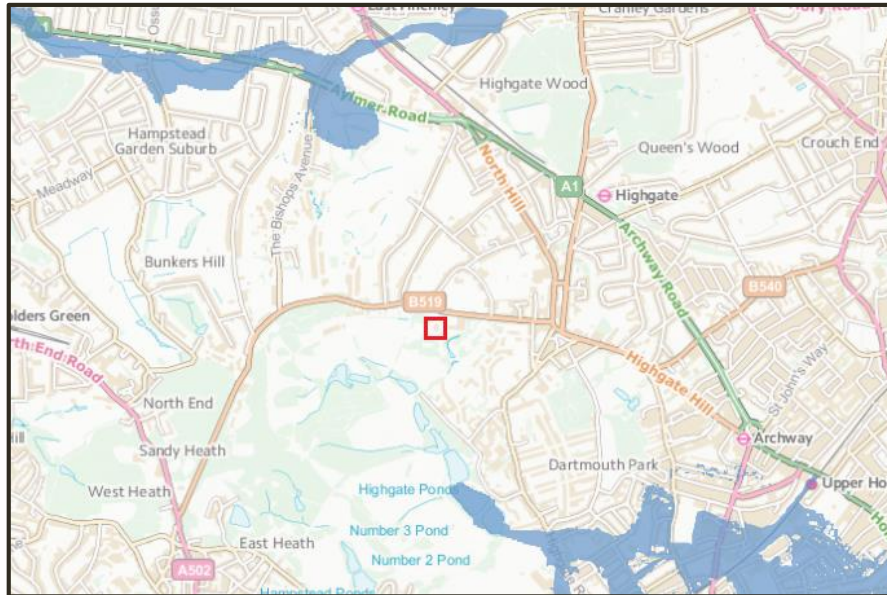 A1
East Finchley
Cranley Gardens
Highgate Wood
Aylmer Road
Hampstead
Garden Suburb
Meadway
The Bishops Avenue
North Hill
Queen's Wood
Crouch End
A1
Highgate
Archway Road
Bunkers Hill
B519
B540
olders Green
rth End Road
Highgate Hill
St John's Way
North End
Sandy Heath
Archway
Dartmouth Park
Upper Ho
West Heath
Highgate Ponds
Number 3 Pond
East Heath
Number 2 Pond
A502
Hampstead Ponds